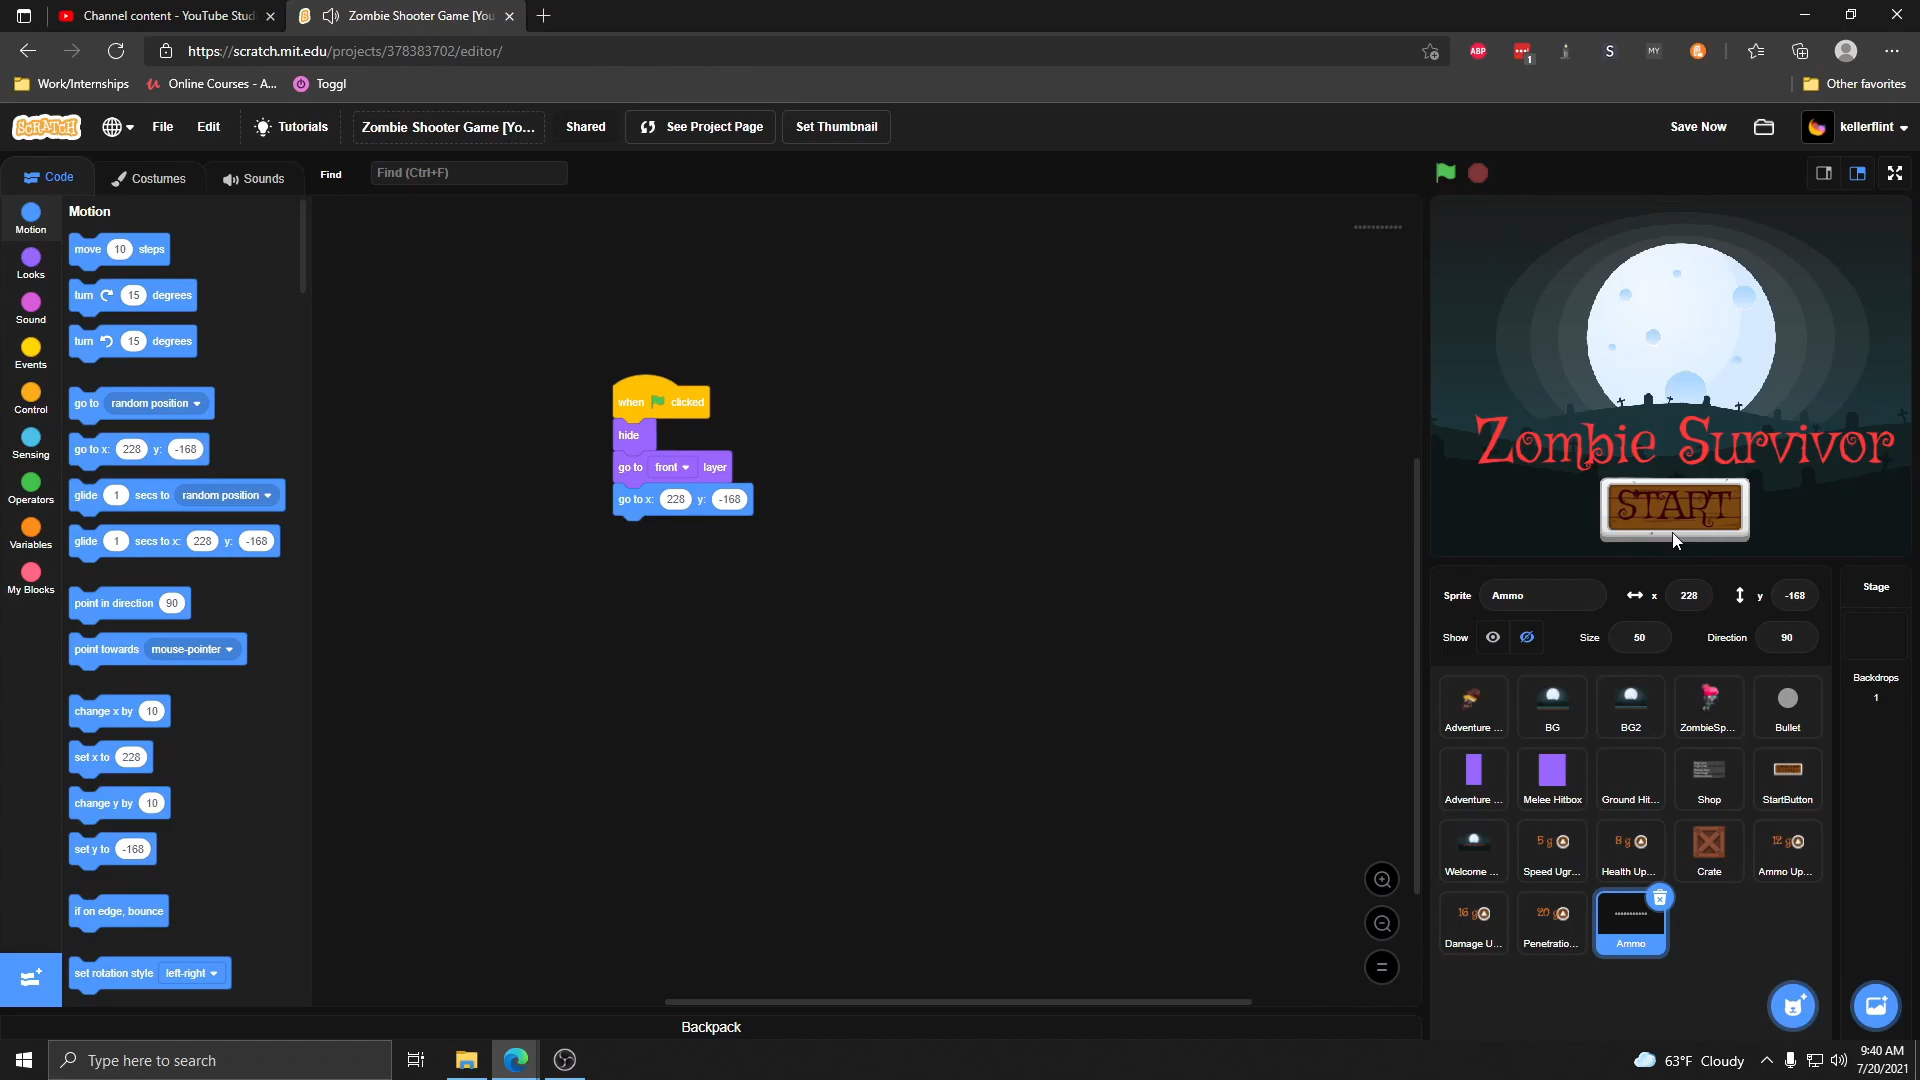 Channel content - YouTube Stud
Zombie Shooter Game [You
https://scratch.mit.edu/projects/378383702/editor/
ABP
1
S
MY
Work/Internships
Online Courses - A...
Toggl
Other favorites
SCRATCH
File
Edit
Tutorials
Zombie Shooter Game [Yo...
Shared
See Project Page
Set Thumbnail
Save Now
kellerflint
Code
Costumes
Sounds
Find
Find (Ctrl+F)
Motion
Looks
Sound
Events
Control
Sensing
Operators
Variables
My Blocks
Motion
move 10 steps
turn 15 degrees
turn 15 degrees
go to random position
go to x: 228 y: -168
glide 1 secs to random position
glide 1 secs to x: 228 y: -168
point in direction 90
point towards mouse-pointer
change x by 10
set x to 228
change y by 10
set y to -168
if on edge, bounce
set rotation style left-right
when clicked
hide
go to front layer
go to x: 228 y: -168
Zombie Survivor
START
Sprite Ammo x 228 y -168
Show Size 50 Direction 90
Adventure ...
BG
BG2
ZombieSp...
Bullet
Adventure ...
Melee Hitbox
Ground Hit...
Shop
StartButton
Welcome ...
5 g
Speed Ugr...
8 g
Health Up...
Crate
12 g
Ammo Up...
16 g
Damage U...
20 g
Penetratio...
Ammo
Stage
Backdrops
1
Backpack
Type here to search
63°F Cloudy
9:40 AM
7/20/2021